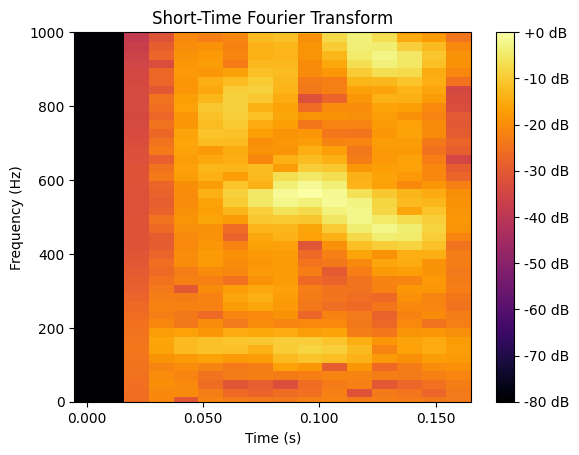 Short-Time Fourier Transform
1000
800
600
400
200
0
Frequency (Hz)
0.000
0.050
0.100
0.150
Time (s)
+0 dB
-10 dB
-20 dB
-30 dB
-40 dB
-50 dB
-60 dB
-70 dB
-80 dB